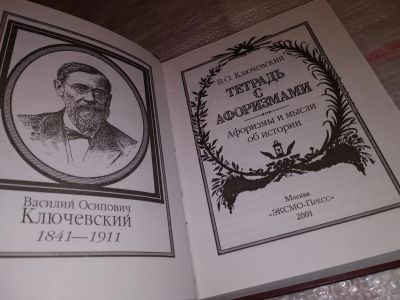 Василий Осипович
Ключевский
1841—1911
В.О. Ключевский
ТЕТРАДЬ
С
АФОРИЗМАМИ
Афоризмы и мысли
об истории
Москва
«ЭКСМО-Пресс»
2001